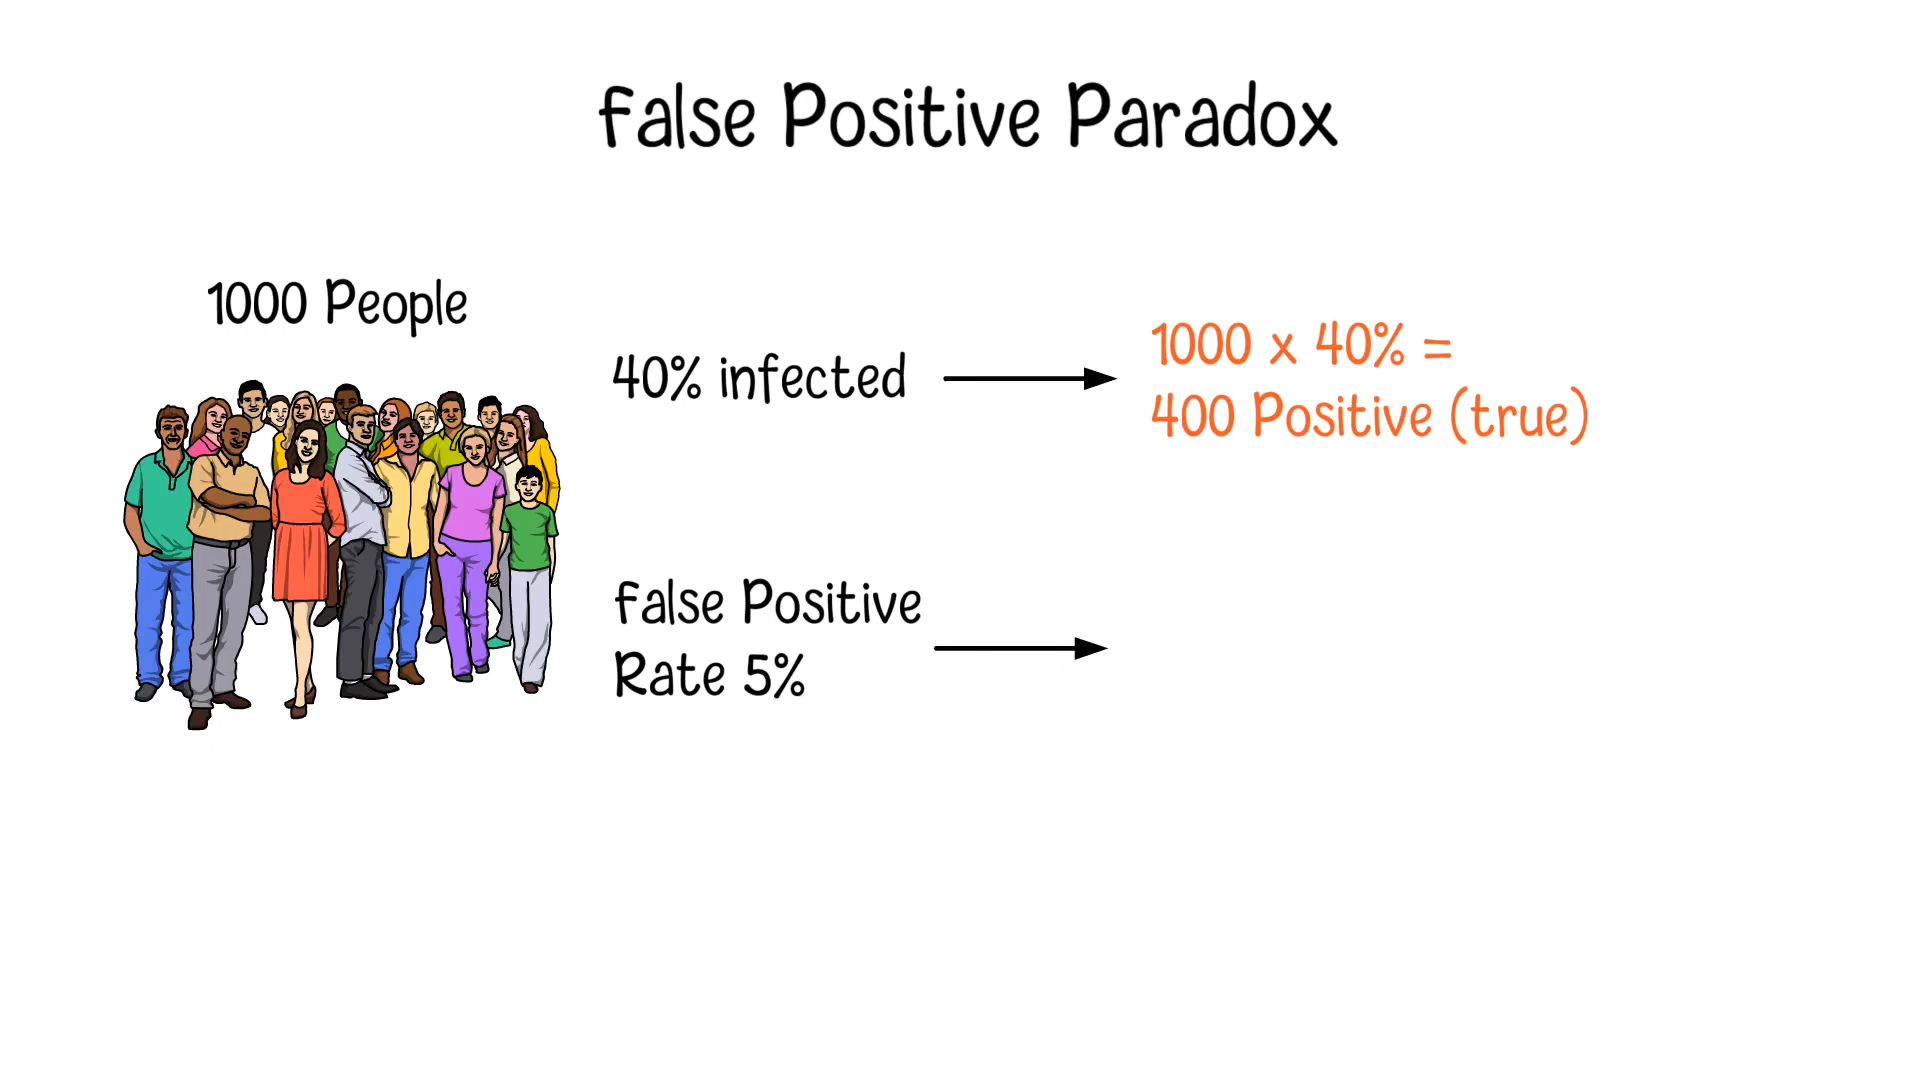 False Positive Paradox
1000 People
40% infected
1000 x 40% =
400 Positive (true)
False Positive
Rate 5%